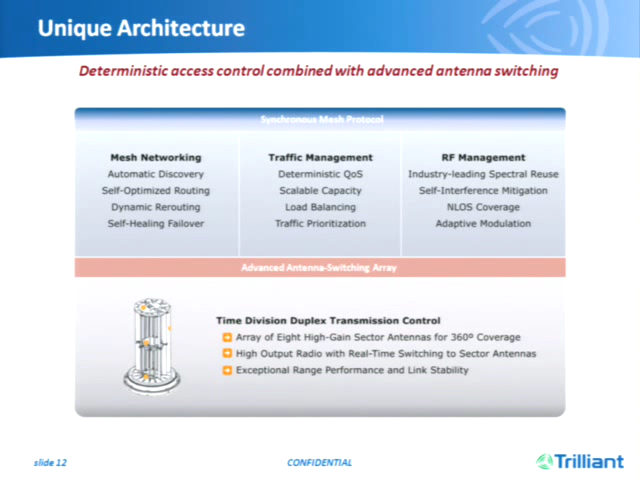 Unique Architecture
Deterministic access control combined with advanced antenna switching
Synchronous Mesh Protocol
Mesh Networking
Automatic Discovery
Self-Optimized Routing
Dynamic Rerouting
Self-Healing Failover
Traffic Management
Deterministic QoS
Scalable Capacity
Load Balancing
Traffic Prioritization
RF Management
Industry-leading Spectral Reuse
Self-Interference Mitigation
NLOS Coverage
Adaptive Modulation
Advanced Antenna-Switching Array
Time Division Duplex Transmission Control
Array of Eight High-Gain Sector Antennas for 360º Coverage
High Output Radio with Real-Time Switching to Sector Antennas
Exceptional Range Performance and Link Stability
slide 12
CONFIDENTIAL
Trilliant